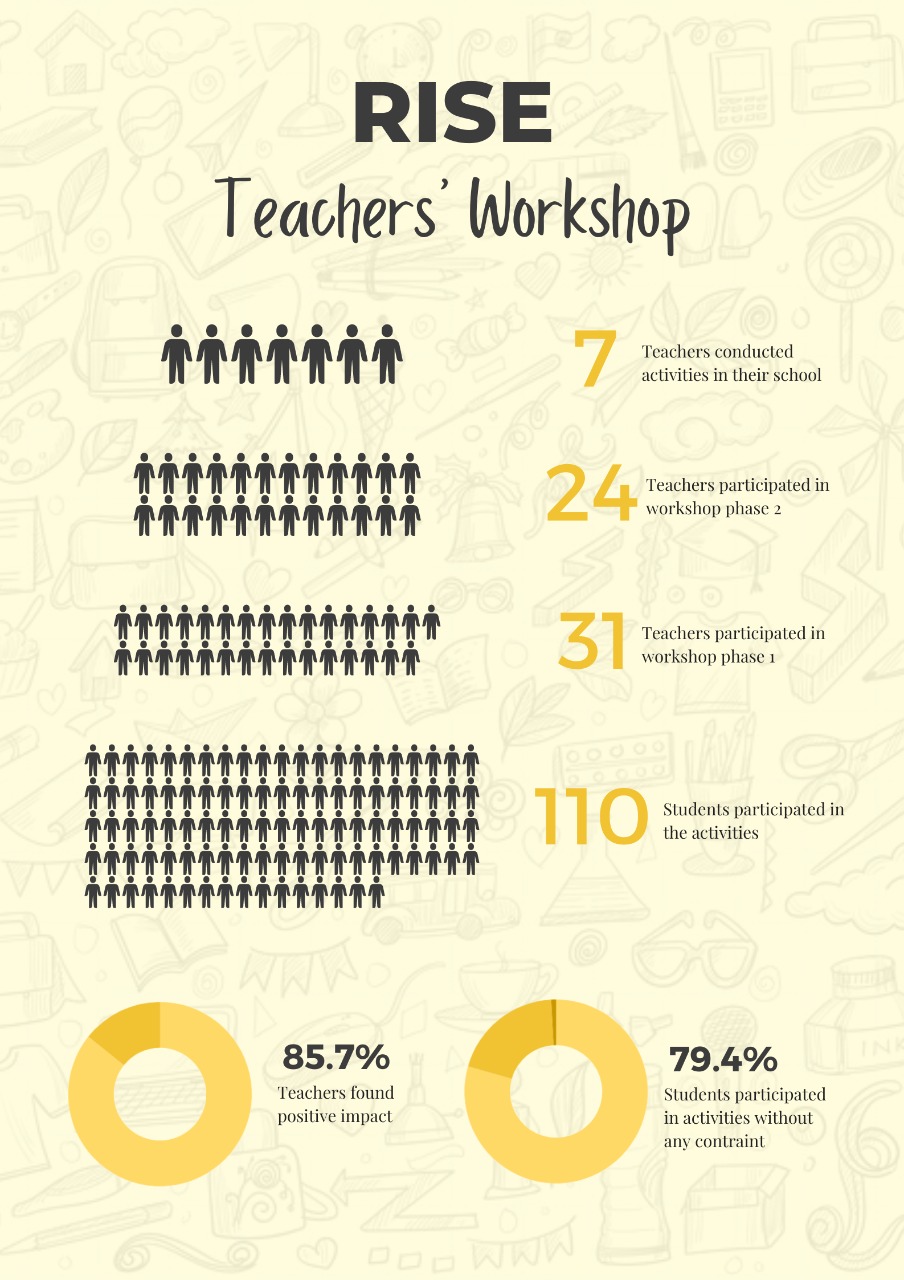 RISE
Teachers' Workshop
7
Teachers conducted
activities in their school
24
Teachers participated in
workshop phase 2
31
Teachers participated in
workshop phase 1
110
Students participated in
the activities
85.7%
Teachers found
positive impact
79.4%
Students participated
in activities without
any contraint
INK